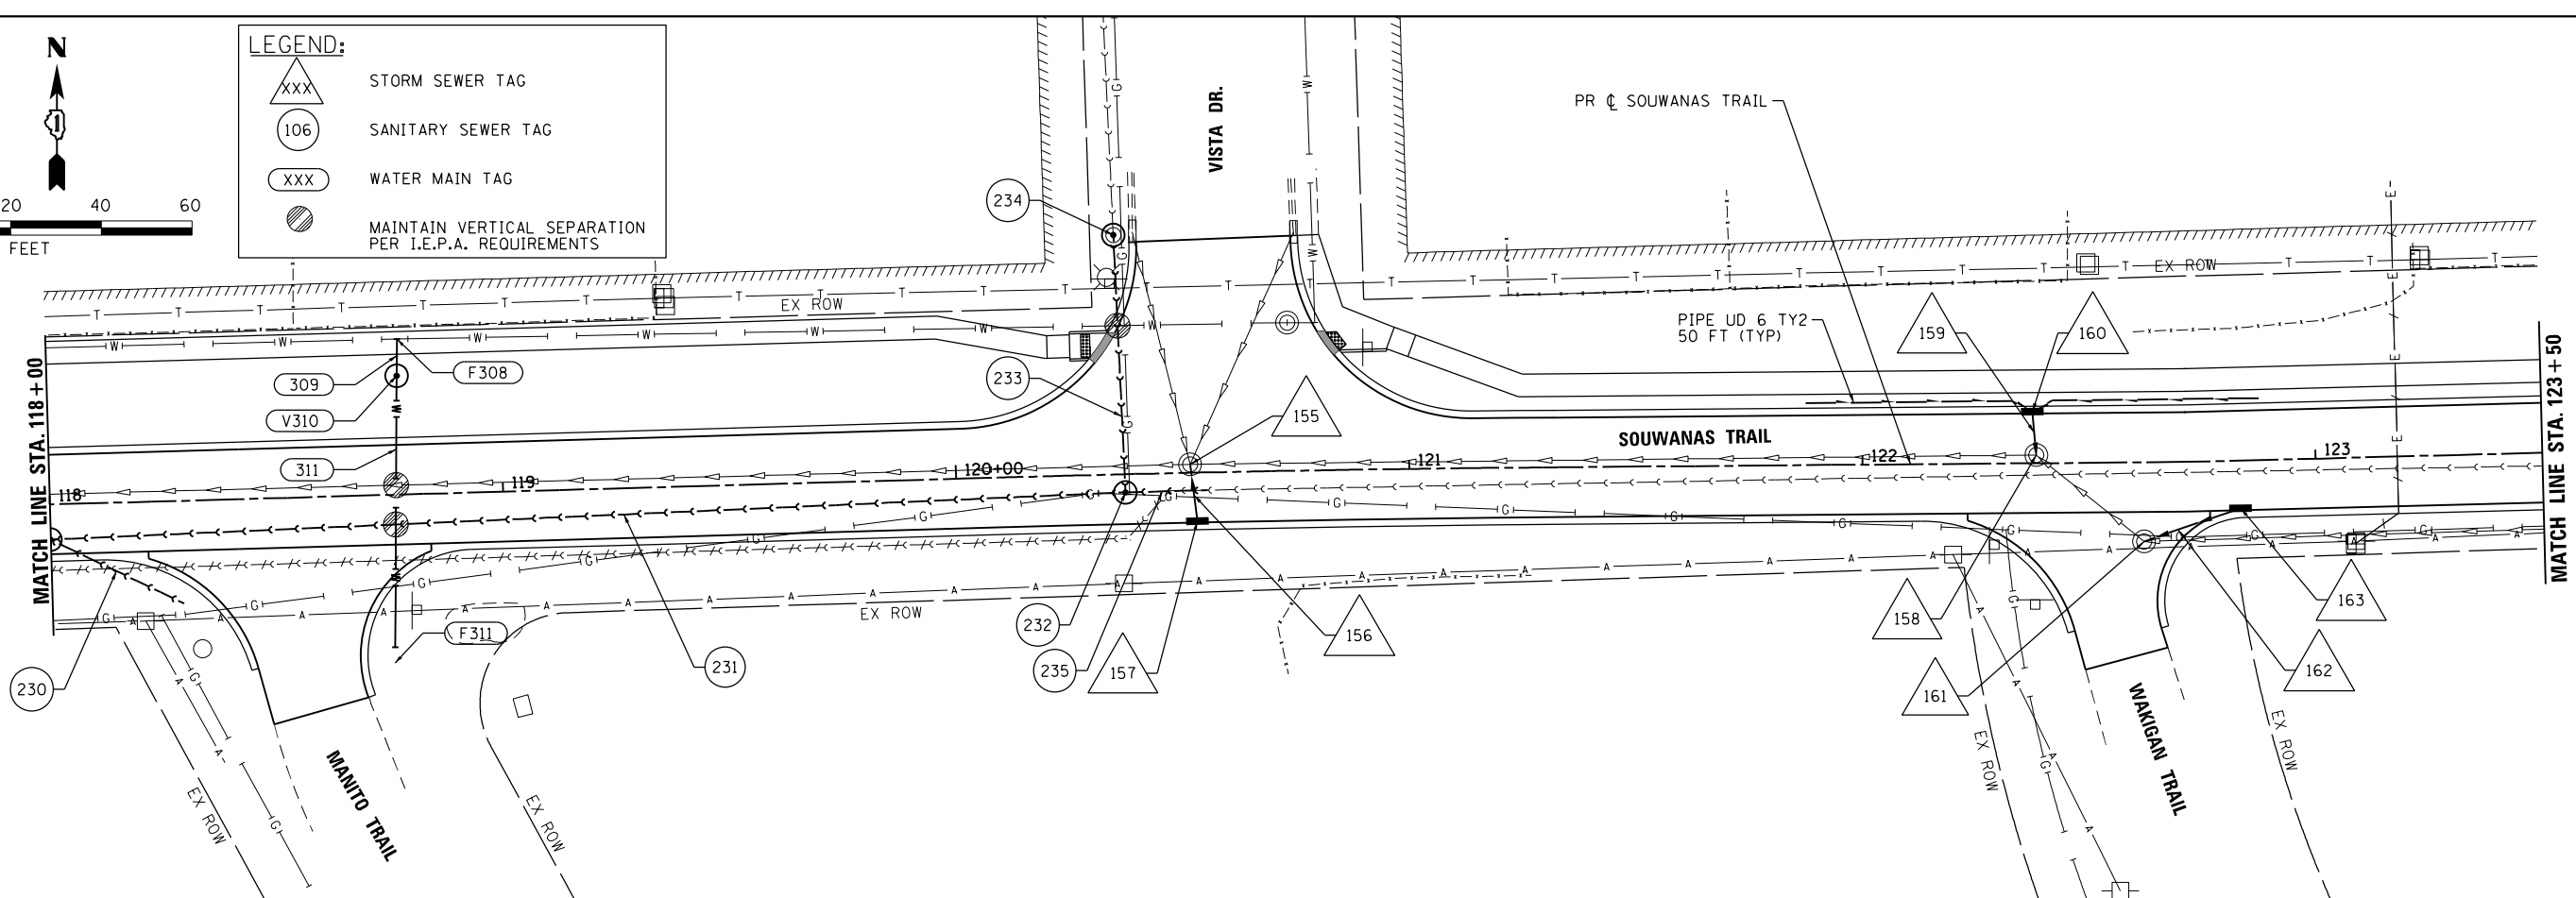 N
20 40 60
FEET
LEGEND:
XXX STORM SEWER TAG
106 SANITARY SEWER TAG
XXX WATER MAIN TAG
MAINTAIN VERTICAL SEPARATION
PER I.E.P.A. REQUIREMENTS
VISTA DR.
PR ℄ SOUWANAS TRAIL
234
EX ROW
EX ROW
PIPE UD 6 TY2
50 FT (TYP)
159
160
309
F308
233
V310
155
311
SOUWANAS TRAIL
MATCH LINE STA. 118+00
MATCH LINE STA. 123+50
118
119
120+00
121
122
123
EX ROW
F311
230
231
232
235
157
156
158
161
162
163
MANITO TRAIL
WAKIGAN TRAIL
EX ROW
EX ROW
EX ROW
EX ROW